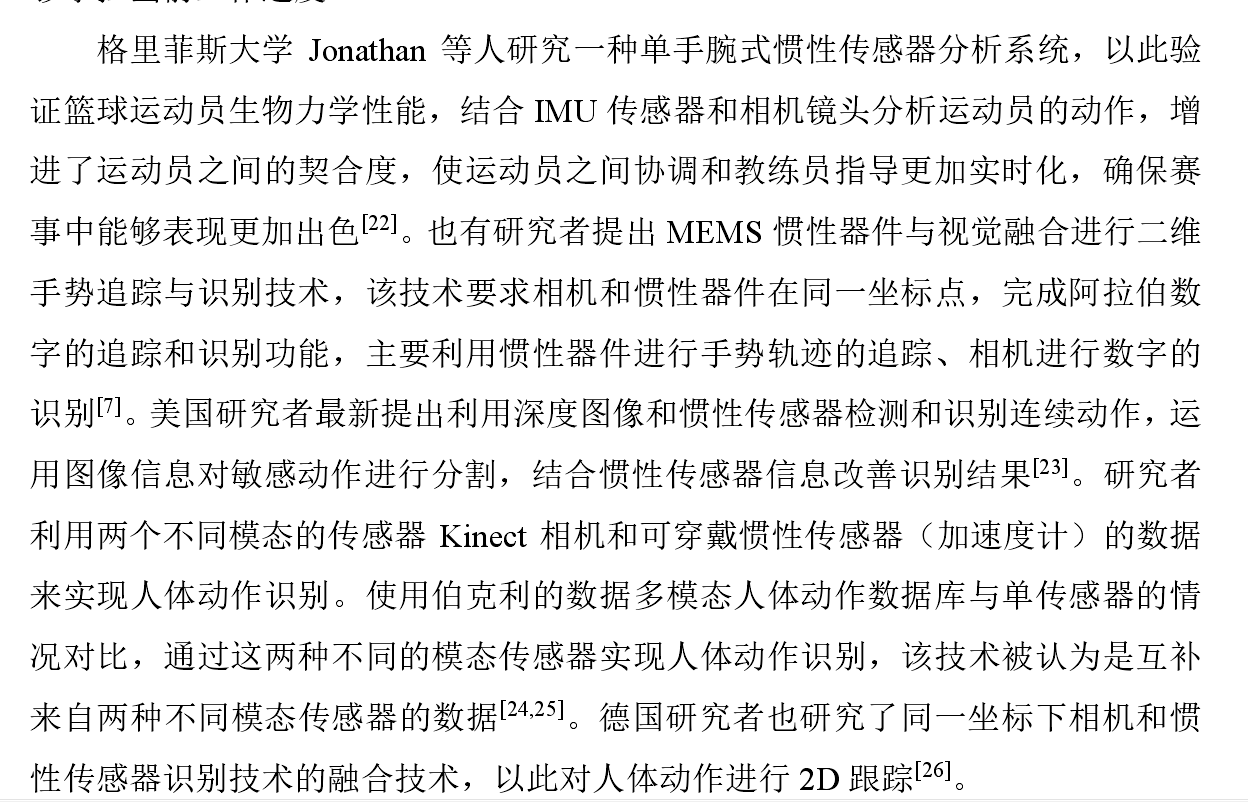 格里菲斯大学 Jonathan 等人研究一种单手腕式惯性传感器分析系统，以此验
证篮球运动员生物力学性能，结合 IMU 传感器和相机镜头分析运动员的动作，增
进了运动员之间的契合度，使运动员之间协调和教练员指导更加实时化，确保赛
事中能够表现更加出色[22]。也有研究者提出 MEMS 惯性器件与视觉融合进行二维
手势追踪与识别技术，该技术要求相机和惯性器件在同一坐标点，完成阿拉伯数
字的追踪和识别功能，主要利用惯性器件进行手势轨迹的追踪、相机进行数字的
识别[7]。美国研究者最新提出利用深度图像和惯性传感器检测和识别连续动作，运
用图像信息对敏感动作进行分割，结合惯性传感器信息改善识别结果[23]。研究者
利用两个不同模态的传感器 Kinect 相机和可穿戴惯性传感器（加速度计）的数据
来实现人体动作识别。使用伯克利的数据多模态人体动作数据库与单传感器的情
况对比，通过这两种不同的模态传感器实现人体动作识别，该技术被认为是互补
来自两种不同模态传感器的数据[24,25]。德国研究者也研究了同一坐标下相机和惯
性传感器识别技术的融合技术，以此对人体动作进行 2D 跟踪[26]。